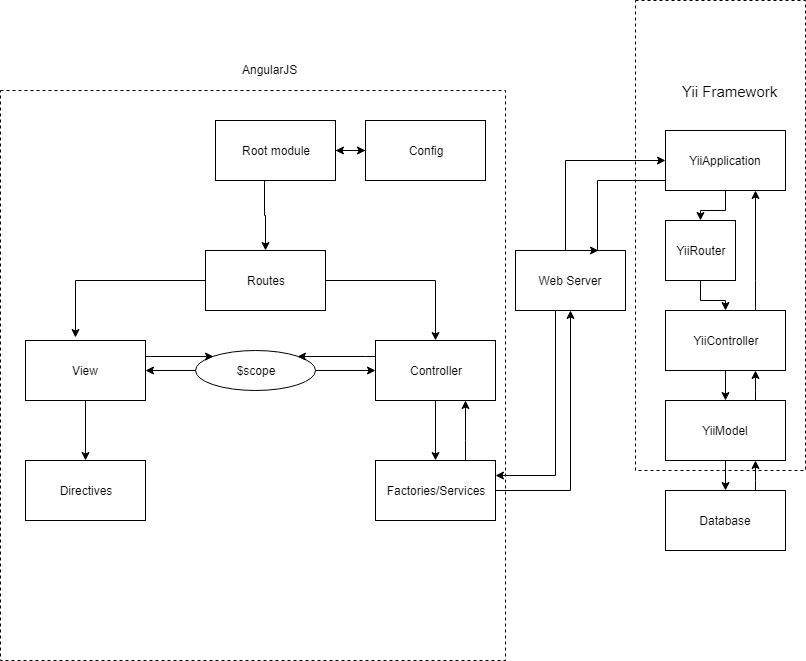 AngularJS
Root module
Config
Routes
View
$scope
Controller
Directives
Factories/Services
Web Server
Yii Framework
YiiApplication
YiiRouter
YiiController
YiiModel
Database